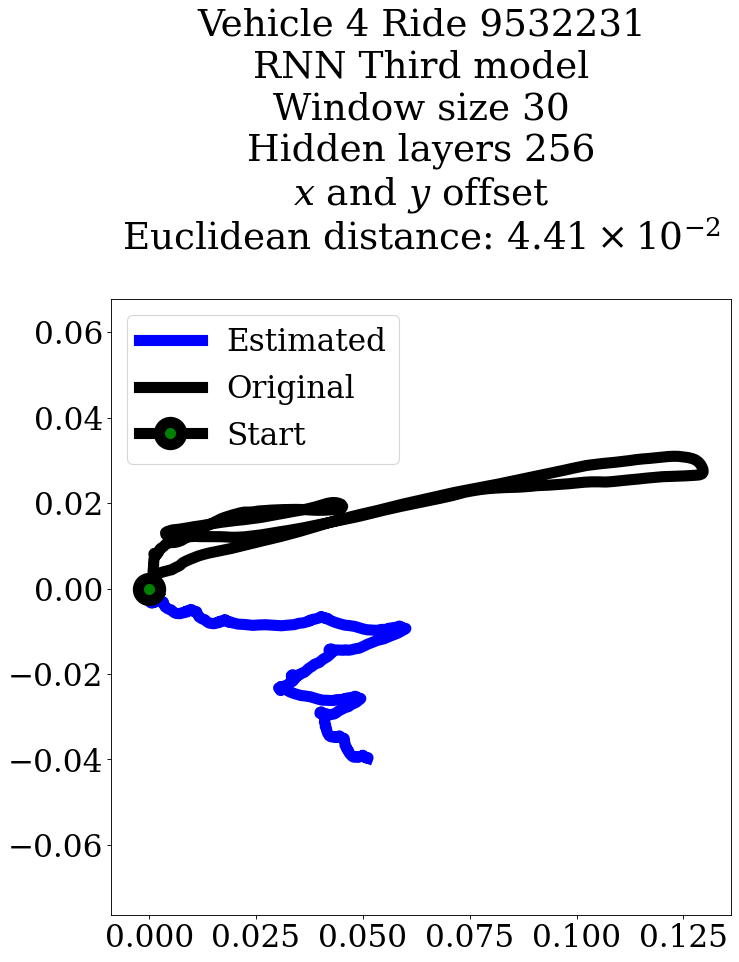 Vehicle 4 Ride 9532231
RNN Third model
Window size 30
Hidden layers 256
x and y offset
Euclidean distance: 4.41 × 10⁻²
Estimated
Original
Start
0.06
0.04
0.02
0.00
−0.02
−0.04
−0.06
0.000 0.025 0.050 0.075 0.100 0.125